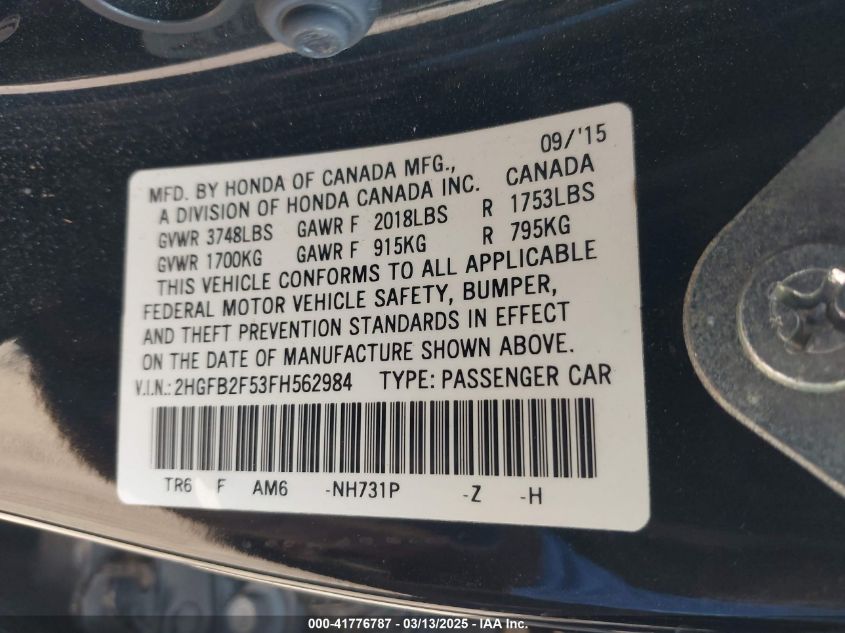 09/'15
MFD. BY HONDA OF CANADA MFG., CANADA
A DIVISION OF HONDA CANADA INC.
GVWR 3748LBS GAWR F 2018LBS R 1753LBS
GVWR 1700KG GAWR F 915KG R 795KG
THIS VEHICLE CONFORMS TO ALL APPLICABLE
FEDERAL MOTOR VEHICLE SAFETY, BUMPER,
AND THEFT PREVENTION STANDARDS IN EFFECT
ON THE DATE OF MANUFACTURE SHOWN ABOVE.
V.I.N.: 2HGFB2F53FH562984 TYPE: PASSENGER CAR
TR6 F AM6 -NH731P -Z -H
000-41776787 - 03/13/2025 - IAA, Inc.